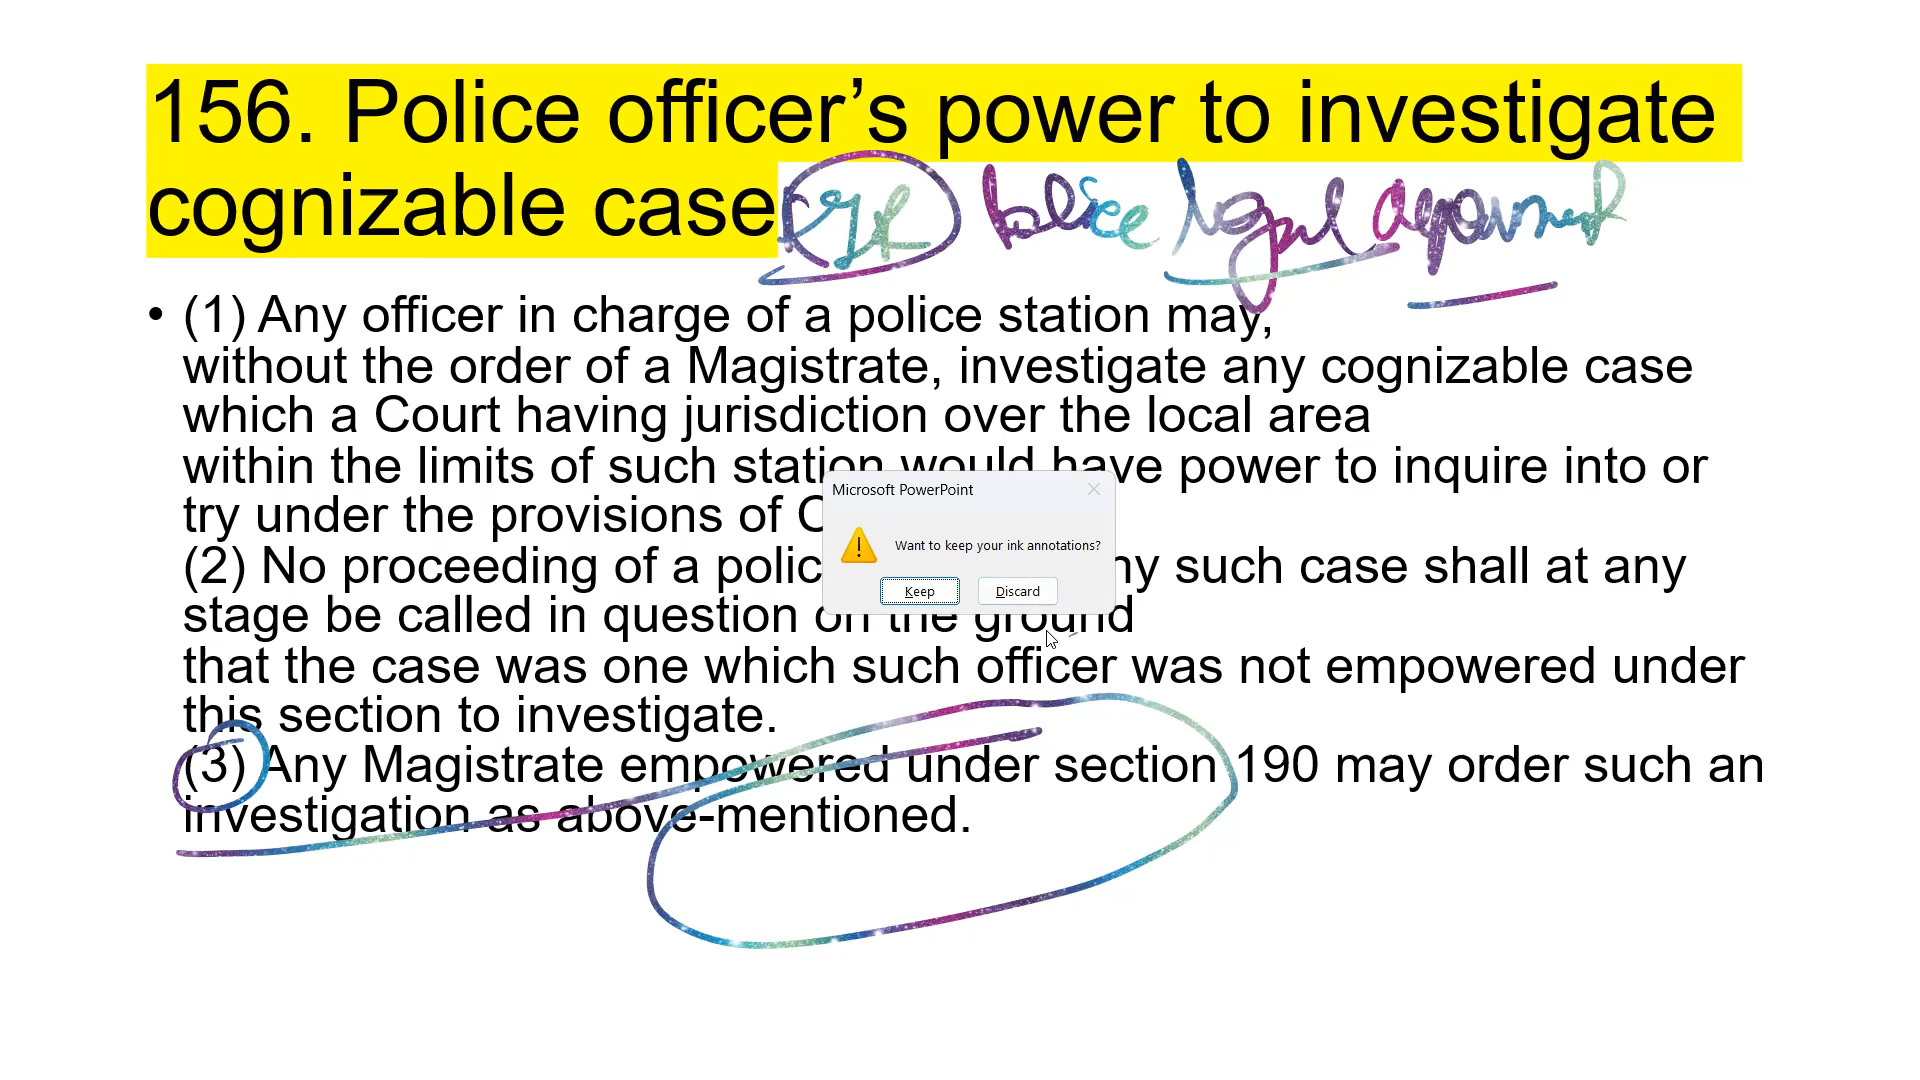 156. Police officer’s power to investigate
cognizable case
police legal department
• (1) Any officer in charge of a police station may,
without the order of a Magistrate, investigate any cognizable case
which a Court having jurisdiction over the local area
within the limits of such station would have power to inquire into or
try under the provisions of
(2) No proceeding of a such case shall at any
stage be called in question on the ground
that the case was one which such officer was not empowered under
this section to investigate.
(3) Any Magistrate empowered under section 190 may order such an
investigation as above-mentioned.
Microsoft PowerPoint
Want to keep your ink annotations?
Keep Discard